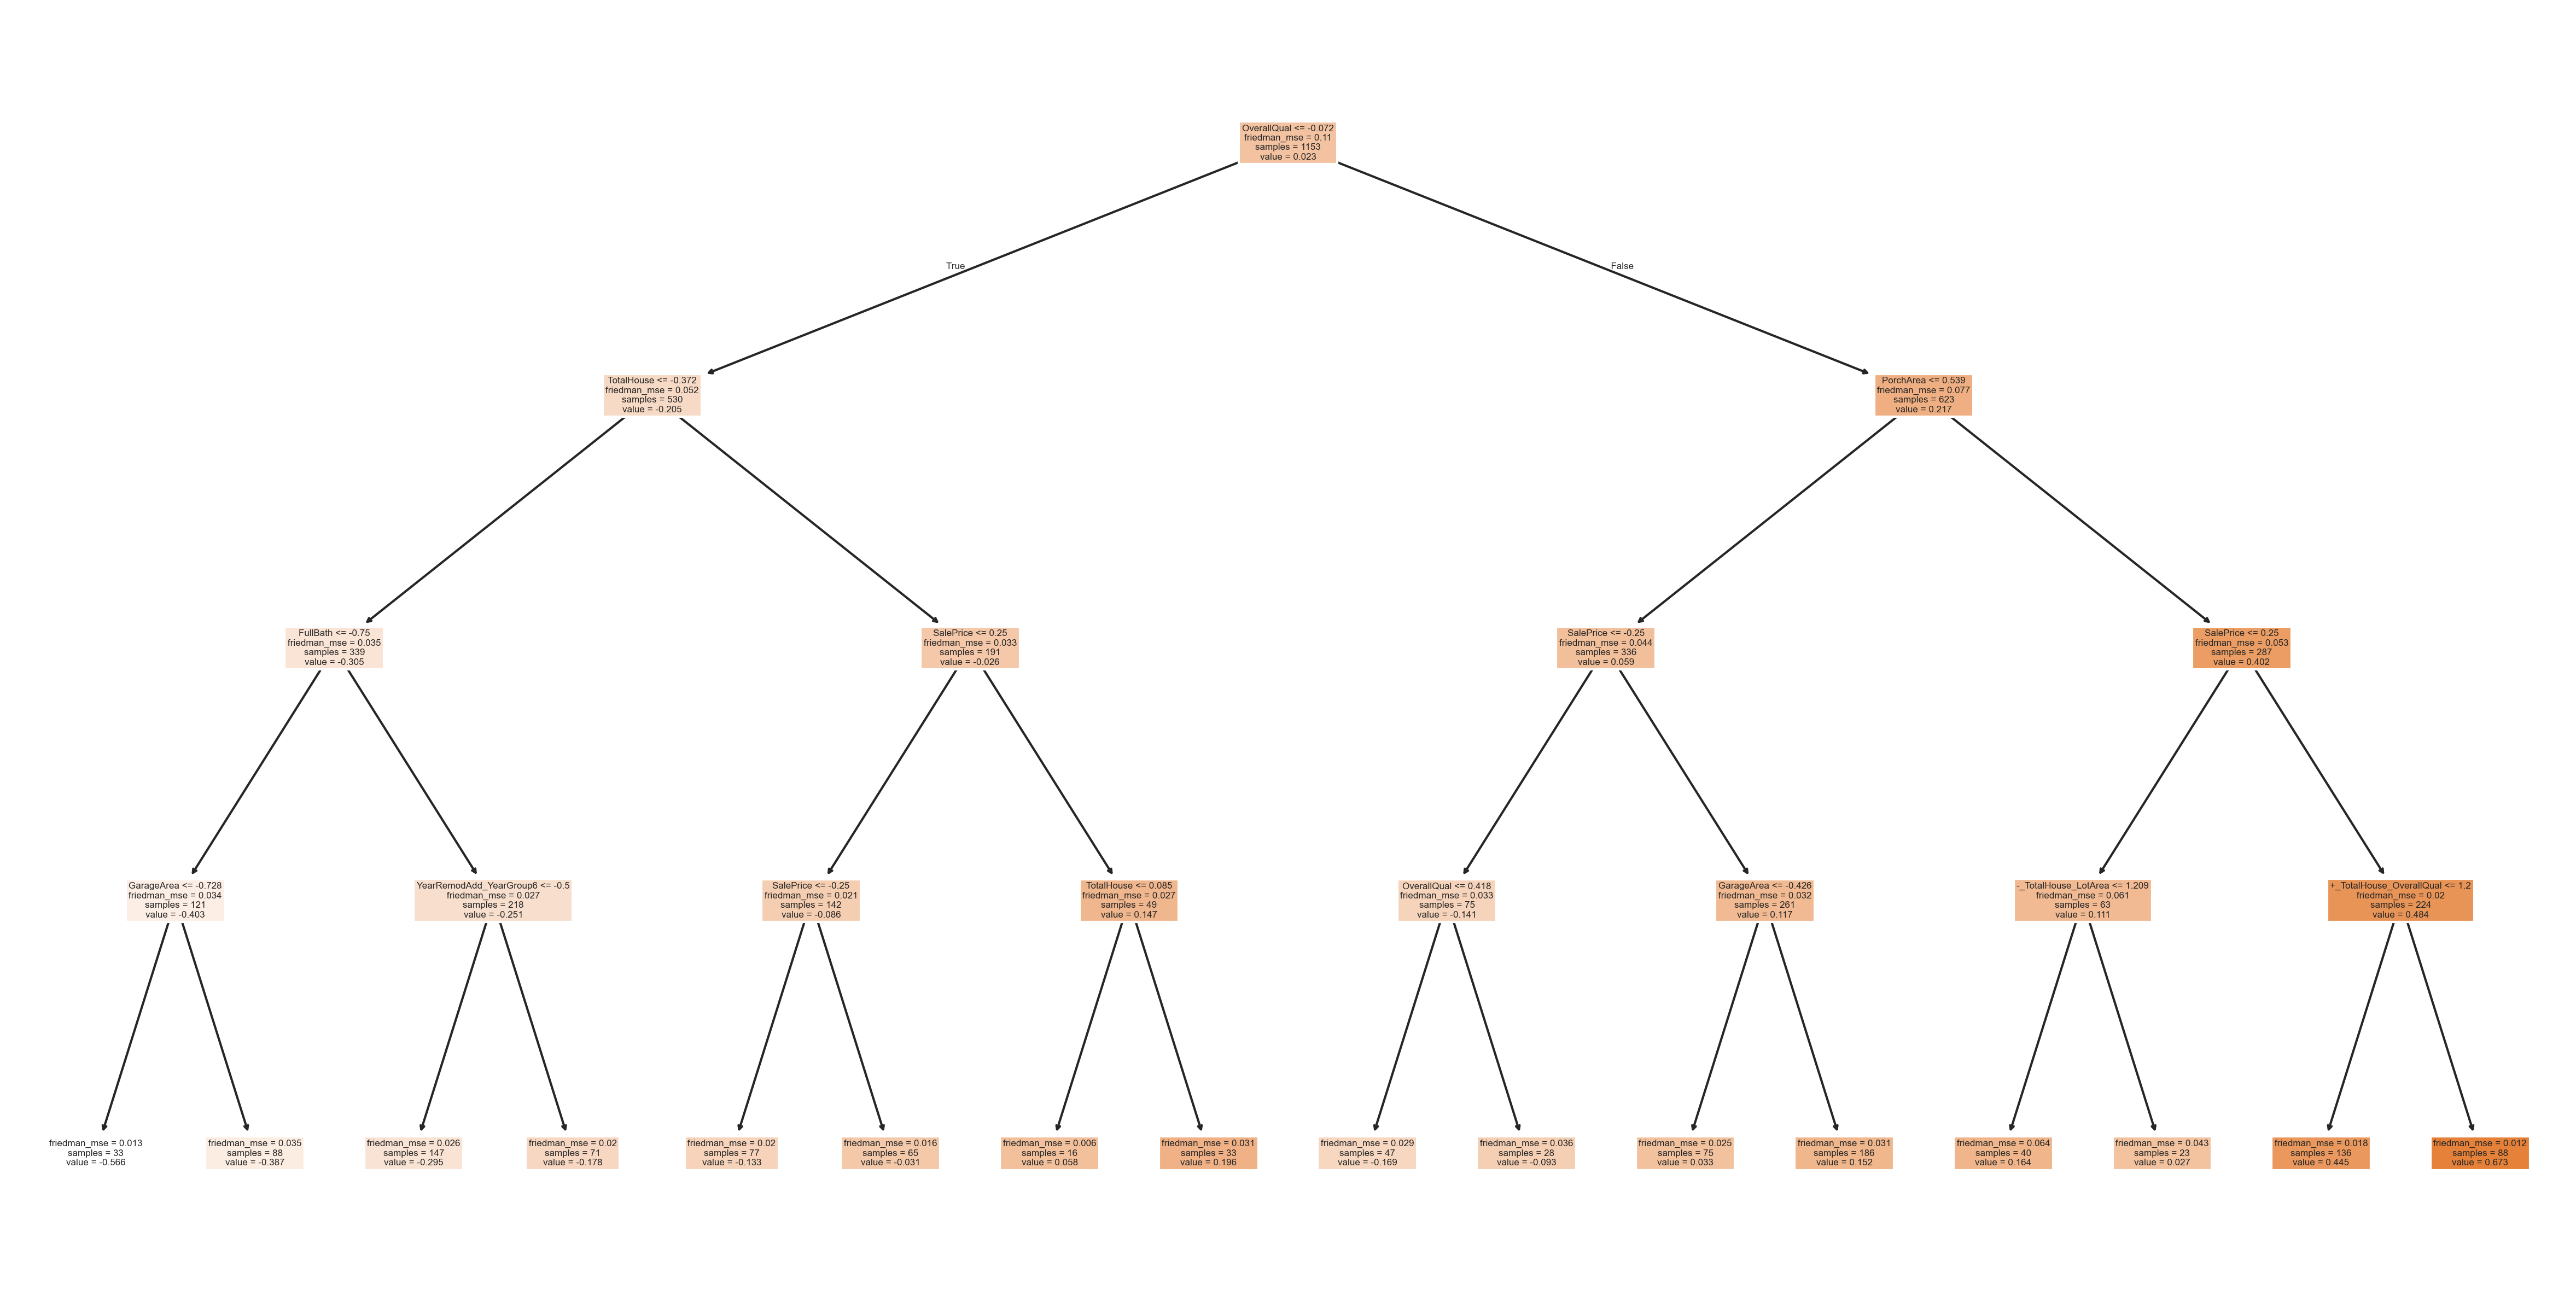 OverallQual <= -0.072
friedman_mse = 0.11
samples = 1153
value = 0.023
True
False
TotalHouse <= -0.372
friedman_mse = 0.052
samples = 530
value = -0.205
PorchArea <= 0.539
friedman_mse = 0.077
samples = 623
value = 0.217
FullBath <= -0.75
friedman_mse = 0.035
samples = 339
value = -0.305
SalePrice <= 0.25
friedman_mse = 0.033
samples = 191
value = -0.026
SalePrice <= -0.25
friedman_mse = 0.044
samples = 336
value = 0.059
SalePrice <= 0.25
friedman_mse = 0.053
samples = 287
value = 0.402
GarageArea <= -0.728
friedman_mse = 0.034
samples = 121
value = -0.403
YearRemodAdd_YearGroup6 <= -0.5
friedman_mse = 0.027
samples = 218
value = -0.251
SalePrice <= -0.25
friedman_mse = 0.021
samples = 142
value = -0.086
TotalHouse <= 0.085
friedman_mse = 0.027
samples = 49
value = 0.147
OverallQual <= 0.418
friedman_mse = 0.033
samples = 75
value = -0.141
GarageArea <= -0.426
friedman_mse = 0.032
samples = 261
value = 0.117
-_TotalHouse_LotArea <= 1.209
friedman_mse = 0.061
samples = 63
value = 0.111
+_TotalHouse_OverallQual <= 1.2
friedman_mse = 0.02
samples = 224
value = 0.484
friedman_mse = 0.013
samples = 33
value = -0.566
friedman_mse = 0.035
samples = 88
value = -0.387
friedman_mse = 0.026
samples = 147
value = -0.295
friedman_mse = 0.02
samples = 71
value = -0.178
friedman_mse = 0.02
samples = 77
value = -0.133
friedman_mse = 0.016
samples = 65
value = -0.031
friedman_mse = 0.006
samples = 16
value = 0.058
friedman_mse = 0.031
samples = 33
value = 0.196
friedman_mse = 0.029
samples = 47
value = -0.169
friedman_mse = 0.036
samples = 28
value = -0.093
friedman_mse = 0.025
samples = 75
value = 0.033
friedman_mse = 0.031
samples = 186
value = 0.152
friedman_mse = 0.064
samples = 40
value = 0.164
friedman_mse = 0.043
samples = 23
value = 0.027
friedman_mse = 0.018
samples = 136
value = 0.445
friedman_mse = 0.012
samples = 88
value = 0.673